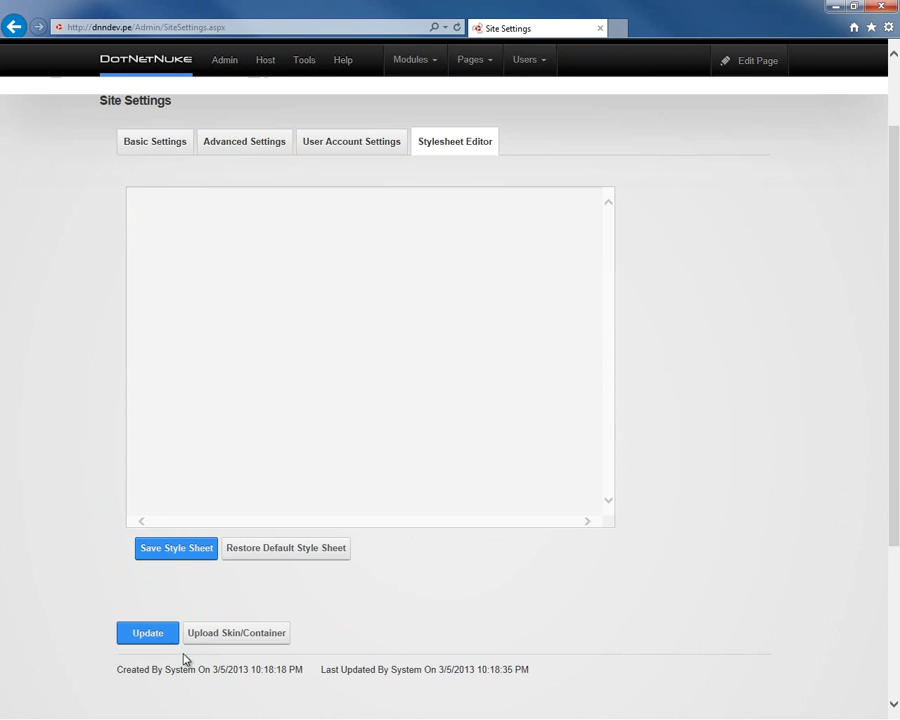 http://dnndev.pe/Admin/SiteSettings.aspx
Site Settings
DOTNETNUKE Admin Host Tools Help Modules Pages Users Edit Page
Site Settings
Basic Settings Advanced Settings User Account Settings Stylesheet Editor
Save Style Sheet Restore Default Style Sheet
Update Upload Skin/Container
Created By System On 3/5/2013 10:18:18 PM Last Updated By System On 3/5/2013 10:18:35 PM